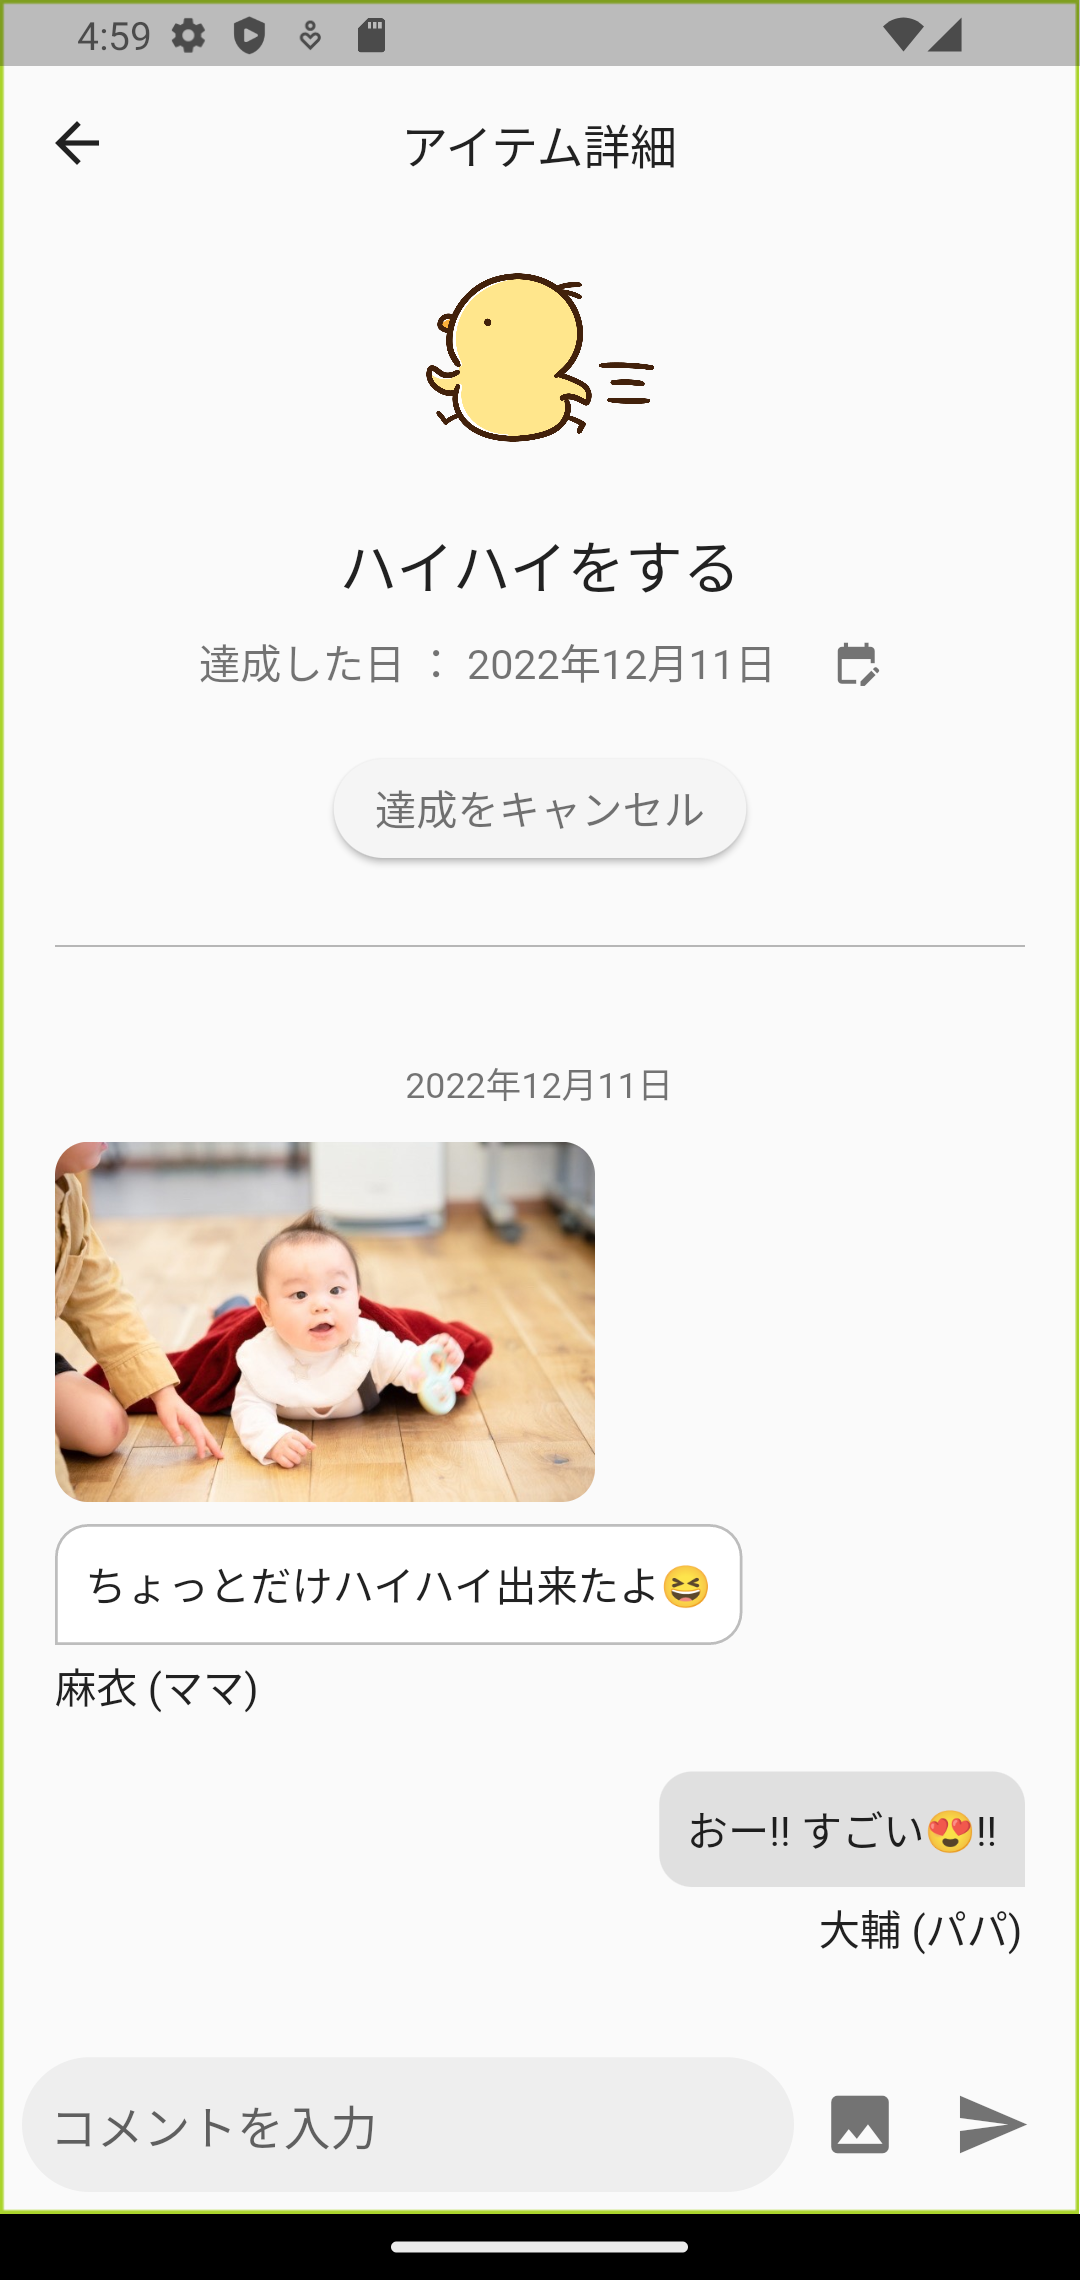 4:59
アイテム詳細
ハイハイをする
達成した日 ： 2022年12月11日
達成をキャンセル
2022年12月11日
ちょっとだけハイハイ出来たよ😆
麻衣 (ママ)
おー!! すごい😍!!
大輔 (パパ)
コメントを入力